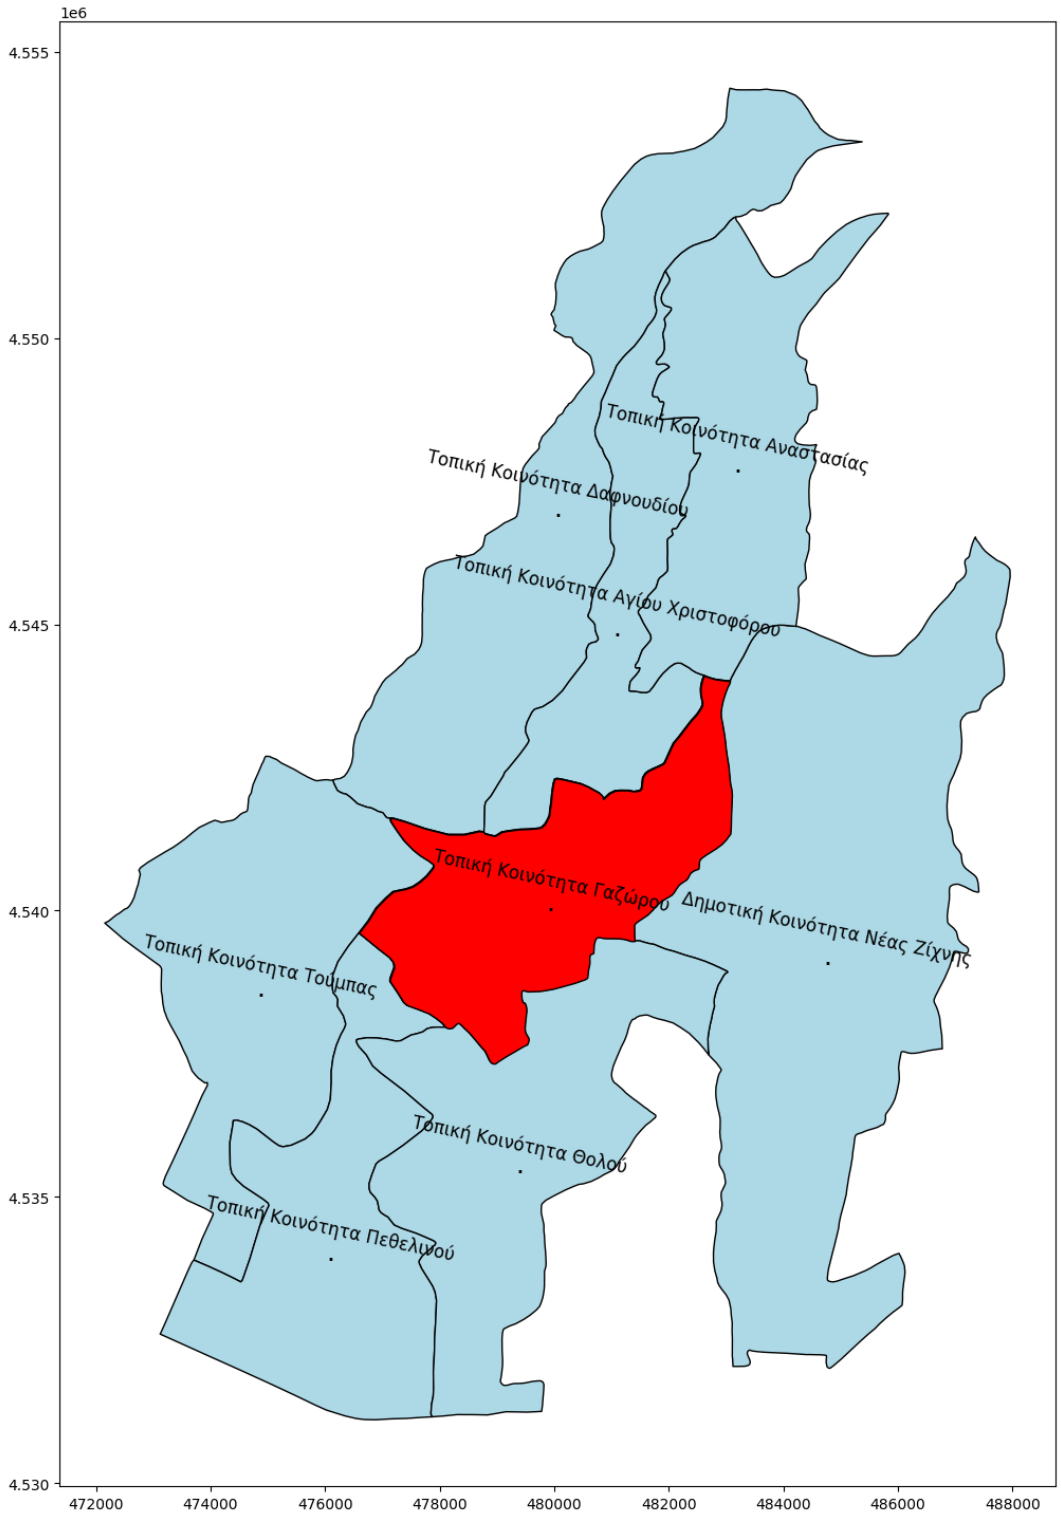 1e6
4.555
4.550
Τοπική Κοινότητα Αναστασίας
Τοπική Κοινότητα Δαφνουδίου
Τοπική Κοινότητα Αγίου Χριστοφόρου
4.545
Τοπική Κοινότητα Γαζώρου
Δημοτική Κοινότητα Νέας Ζίχνης
4.540
Τοπική Κοινότητα Τούμπας
Τοπική Κοινότητα Θολού
4.535
Τοπική Κοινότητα Πεθελινού
4.530
472000 474000 476000 478000 480000 482000 484000 486000 488000